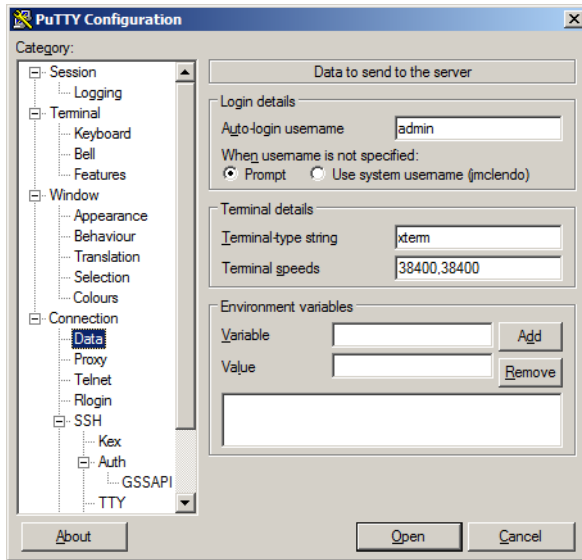 PuTTY Configuration
Category:
Session
Logging
Terminal
Keyboard
Bell
Features
Window
Appearance
Behaviour
Translation
Selection
Colours
Connection
Data
Proxy
Telnet
Rlogin
SSH
Kex
Auth
GSSAPI
TTY
Data to send to the server
Login details
Auto-login username admin
When username is not specified:
Prompt Use system username (jmclendo)
Terminal details
Terminal-type string xterm
Terminal speeds 38400,38400
Environment variables
Variable Add
Value Remove
About Open Cancel